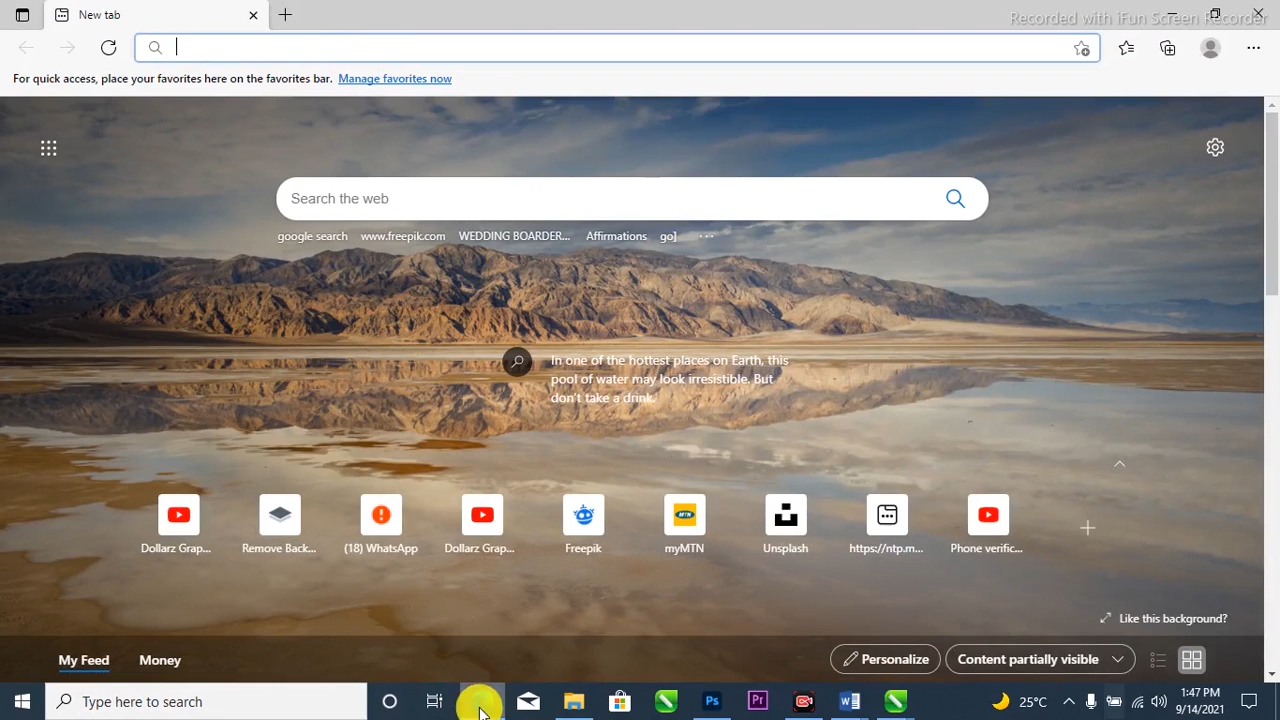 New tab
Recorded with iFun Screen Recorder
For quick access, place your favorites here on the favorites bar. Manage favorites now
Search the web
google search www.freepik.com WEDDING BOARDER... Affirmations go] ...
In one of the hottest places on Earth, this
pool of water may look irresistible. But
don't take a drink.
Dollarz Grap... Remove Back... (18) WhatsApp Dollarz Grap... Freepik myMTN Unsplash https://ntp.m... Phone verific...
MTN
Like this background?
My Feed Money Personalize Content partially visible
Type here to search
Ps Pr W
25°C
1:47 PM
9/14/2021